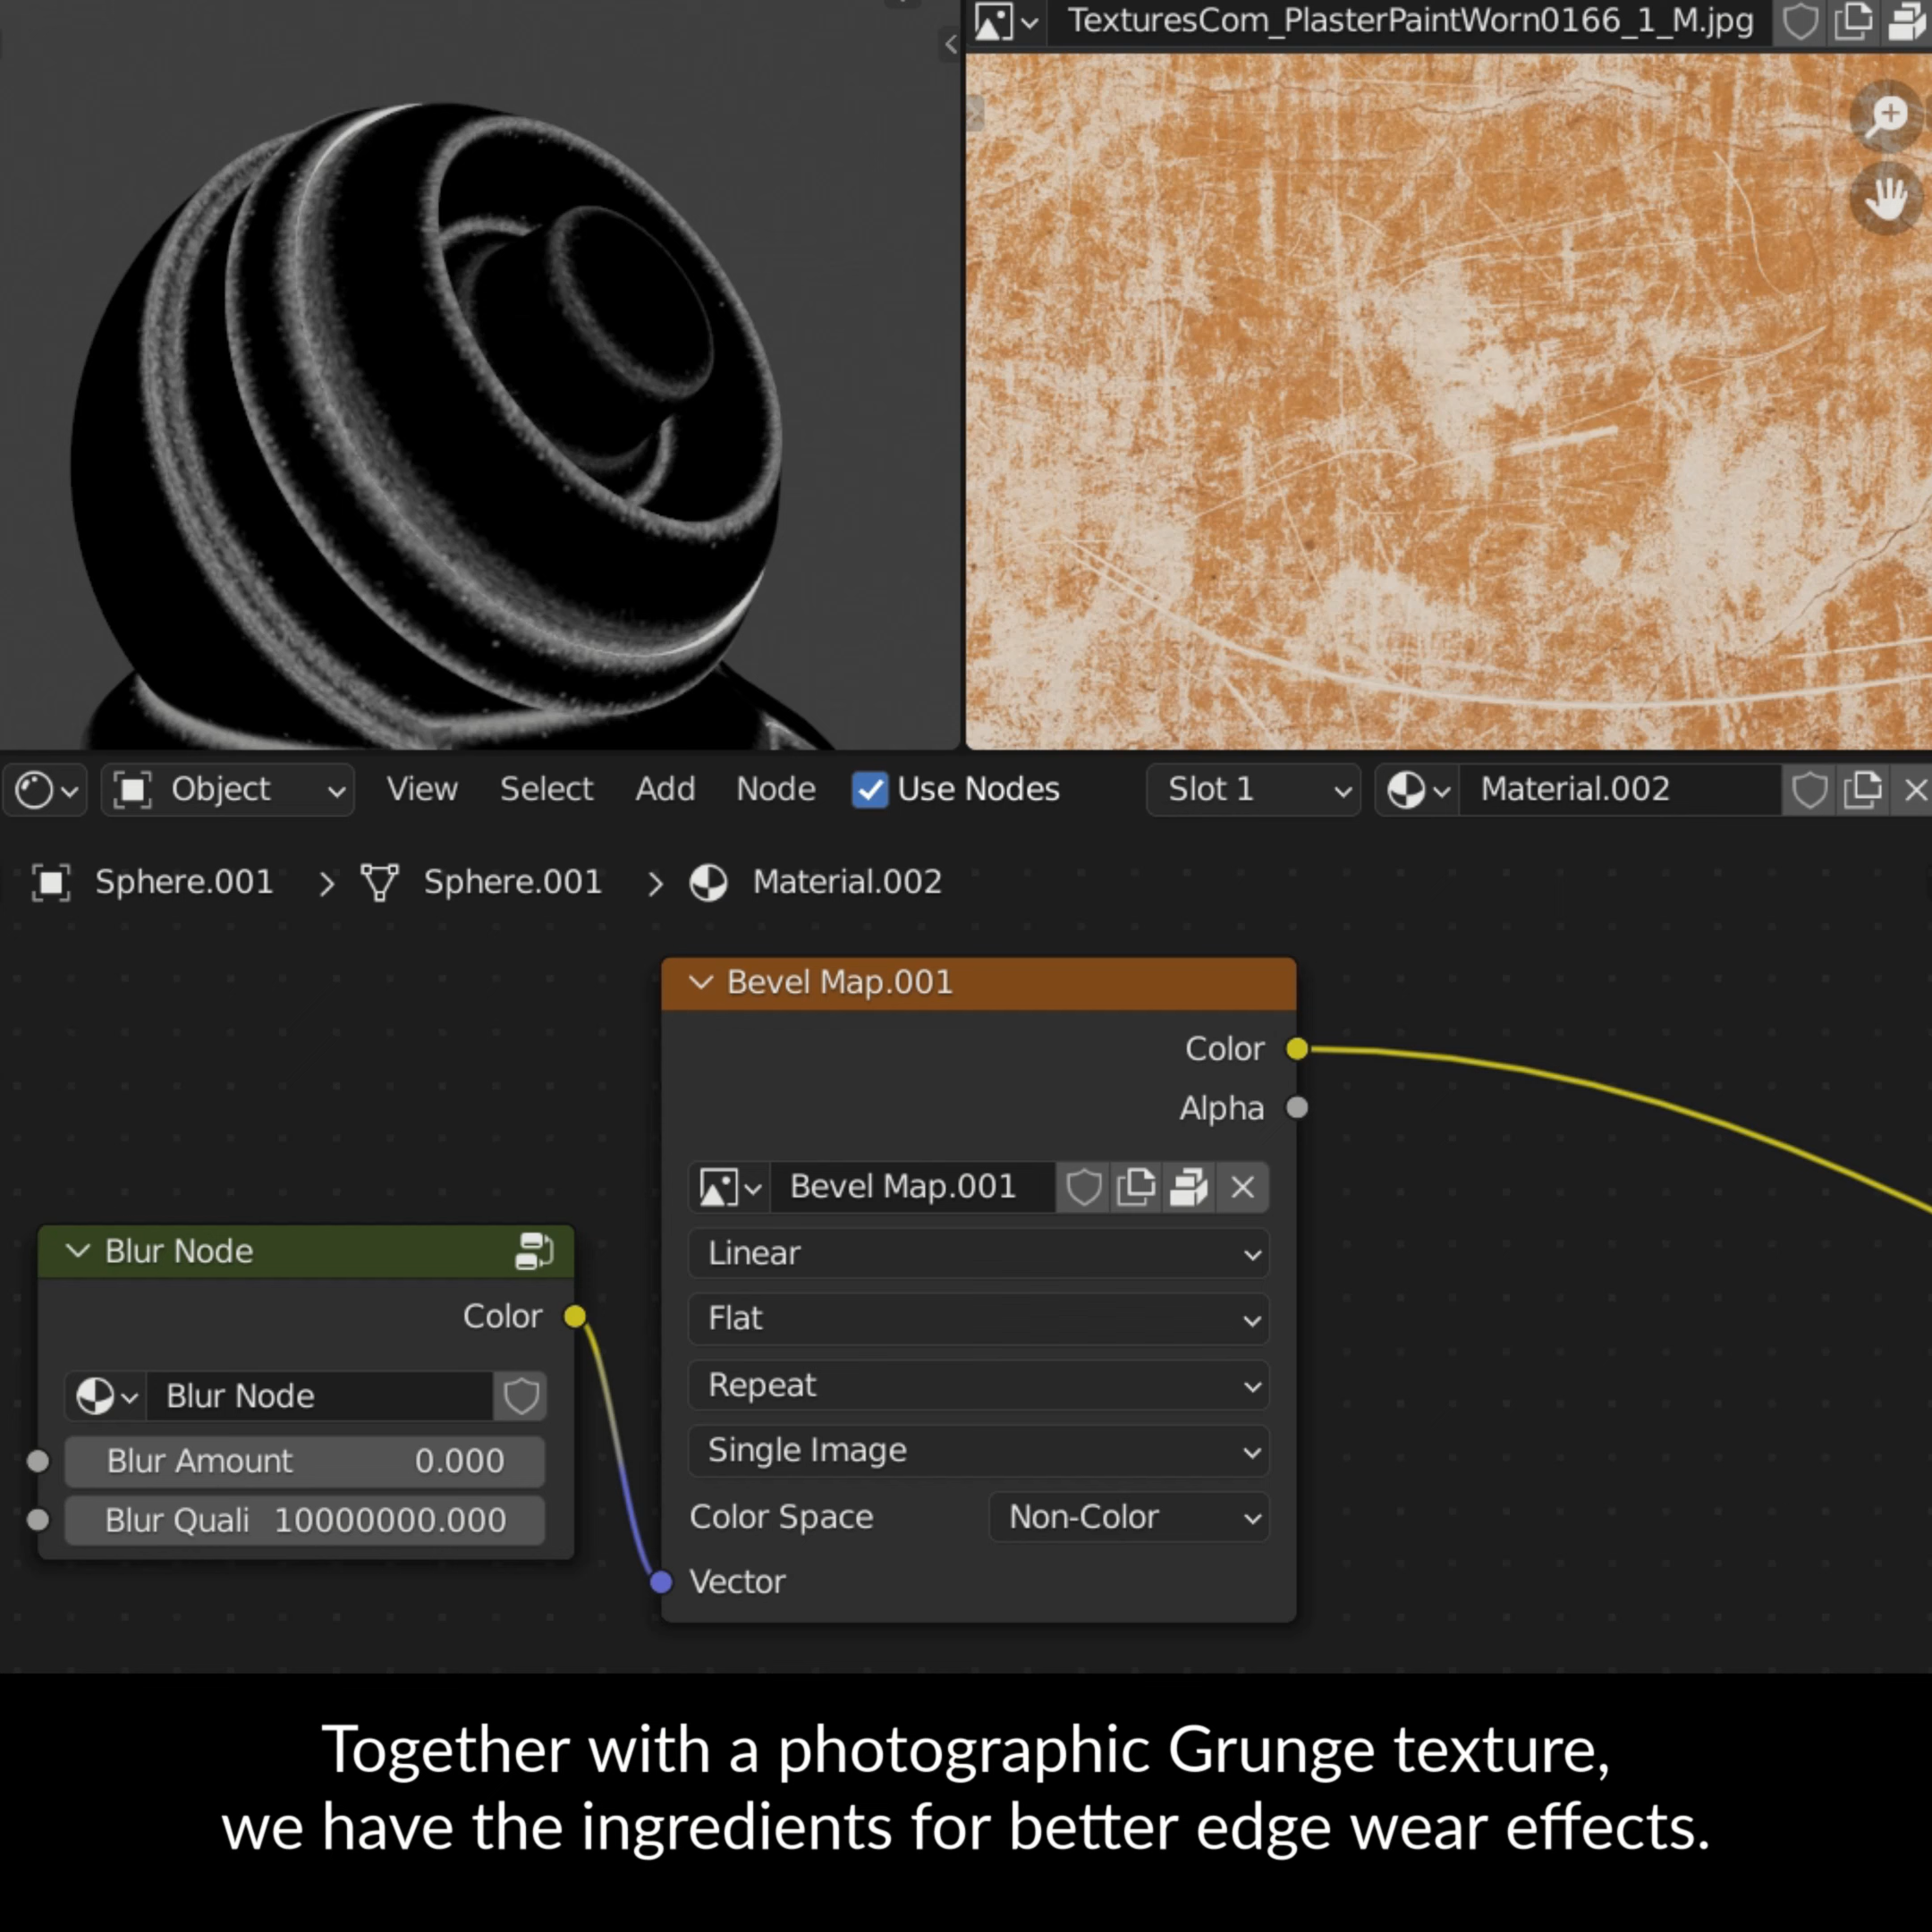 TexturesCom_PlasterPaintWorn0166_1_M.jpg
Object View Select Add Node Use Nodes Slot 1 Material.002
Sphere.001 > Sphere.001 > Material.002
Bevel Map.001
Color
Alpha
Bevel Map.001
Linear
Flat
Repeat
Single Image
Color Space Non-Color
Vector
Blur Node
Color
Blur Node
Blur Amount 0.000
Blur Quali 10000000.000
Together with a photographic Grunge texture,
we have the ingredients for better edge wear effects.